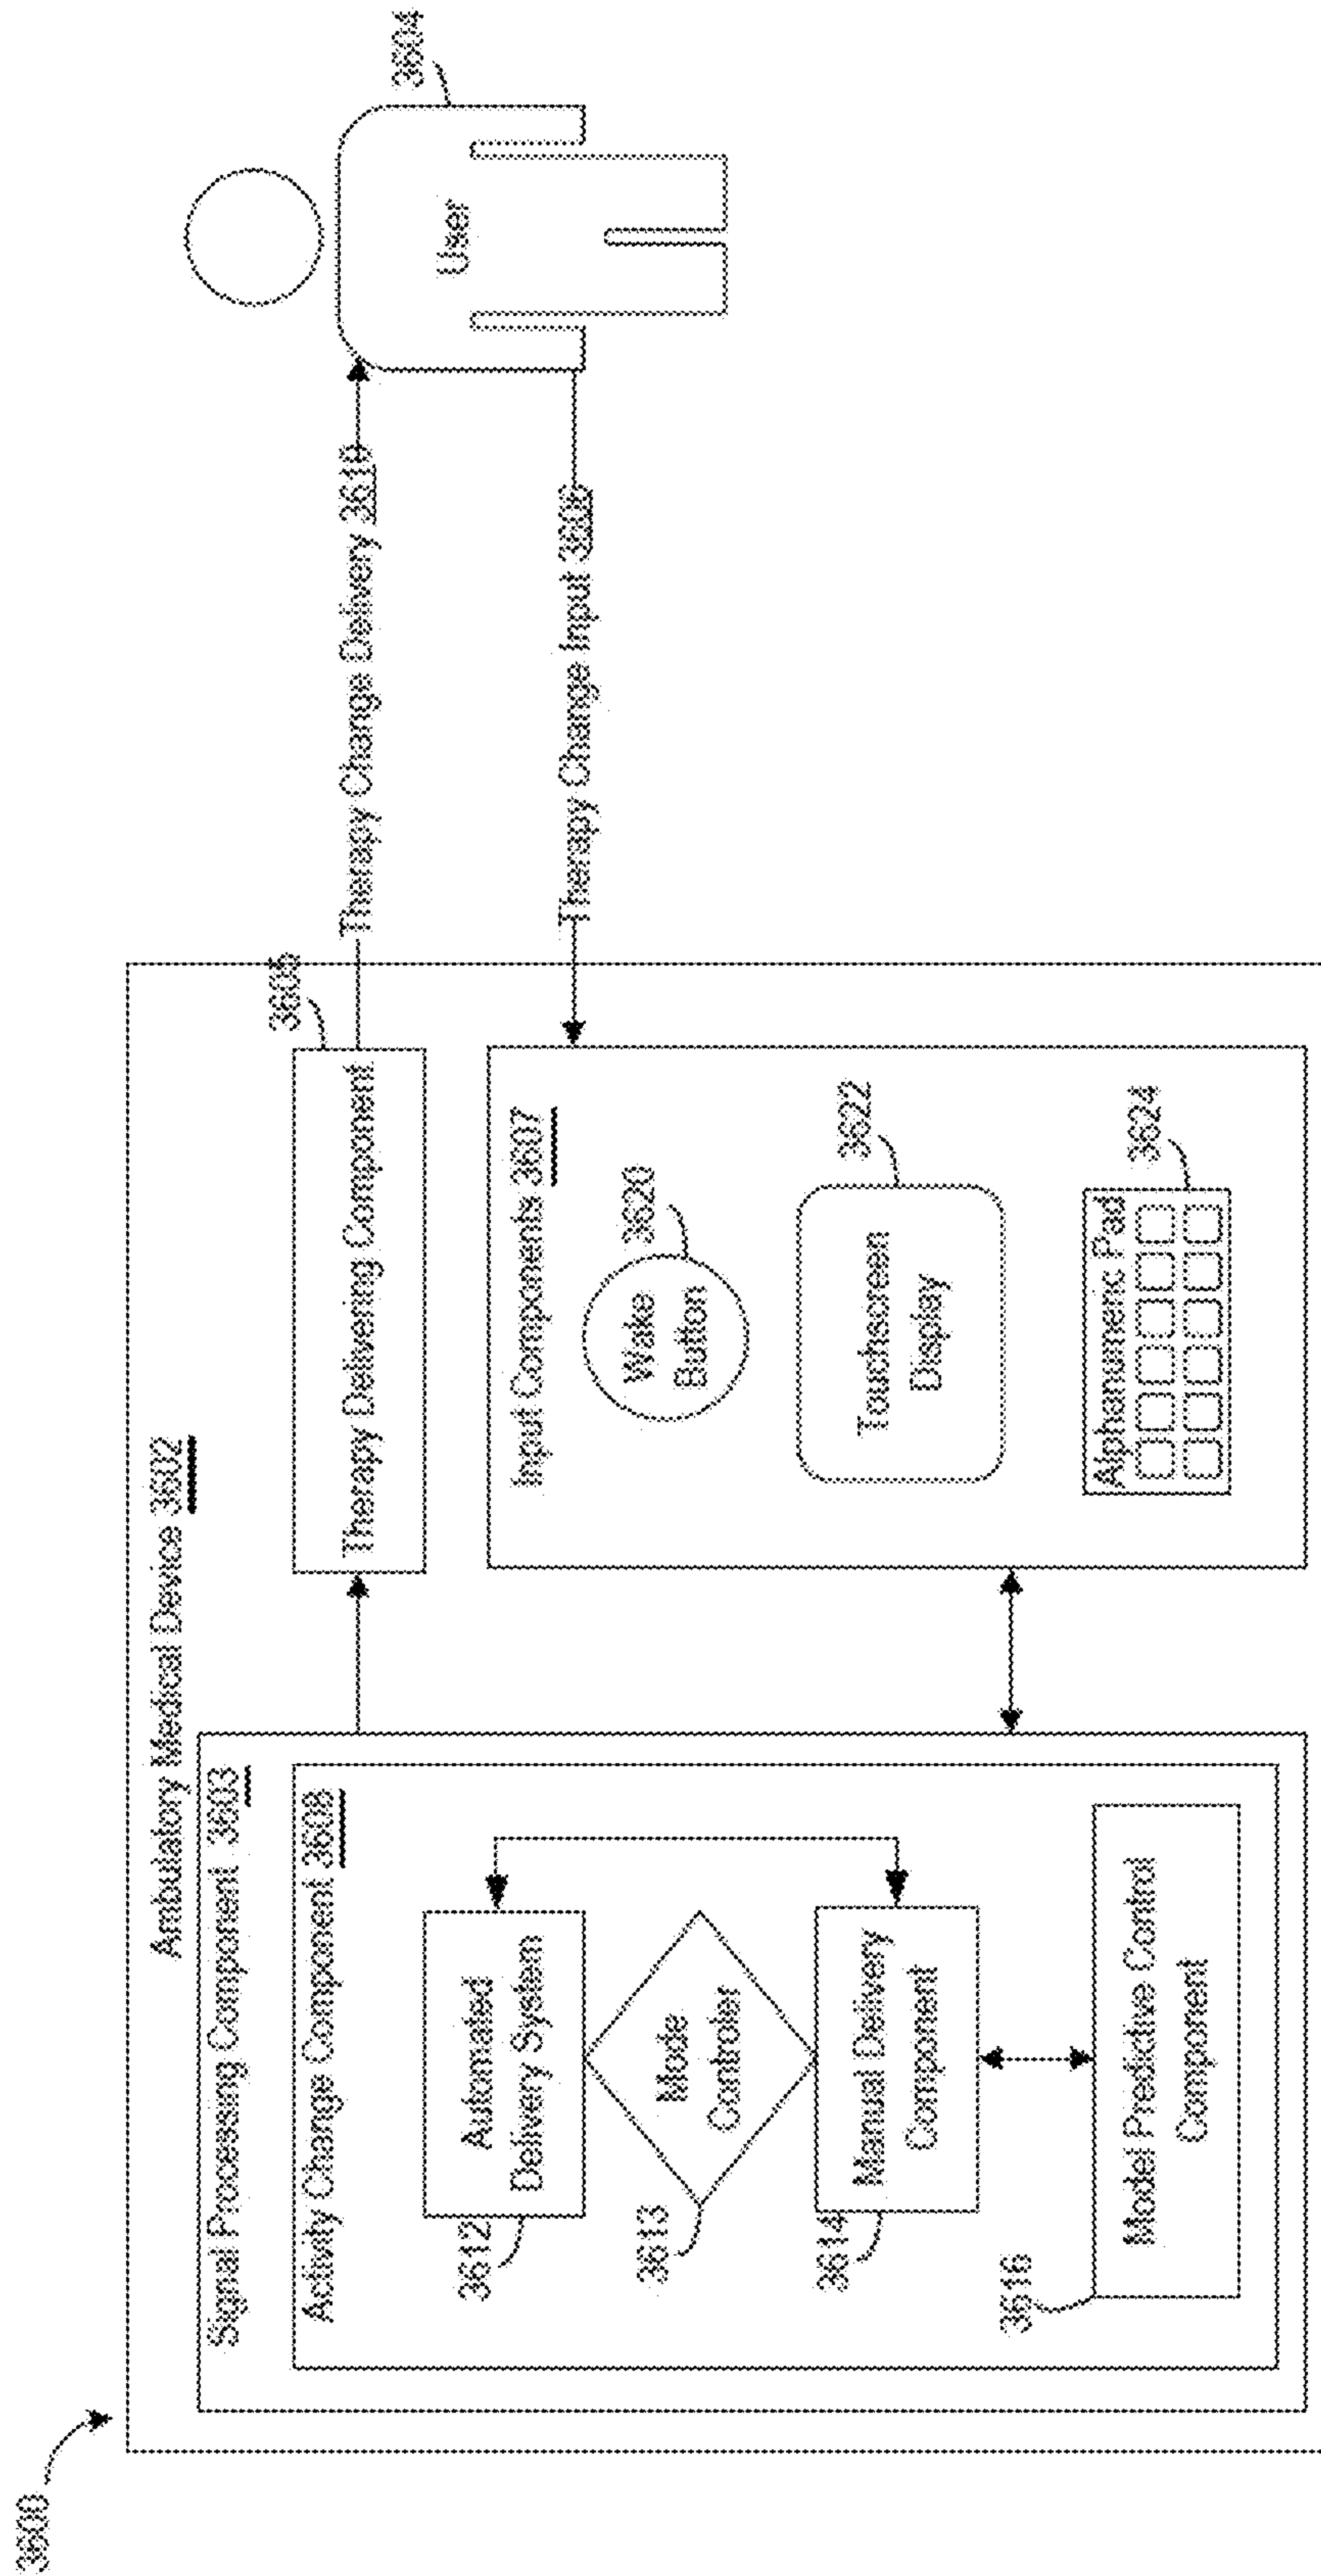 3600
Ambulatory Medical Device 3602
Signal Processing Component 3603
Activity Change Component 3608
3612
Automated
Delivery System
3613
Mode
Controler
3614
Manual Delivery
Component
3616
Model Predictive Control
Component
Therapy Delivering Component
3605
Input Components 3607
Wake
Button
3620
Touchscreen
Display
3622
Alphanumeric Pad
3624
Therapy Change Delivery
Therapy Change Input 3606
User
3604